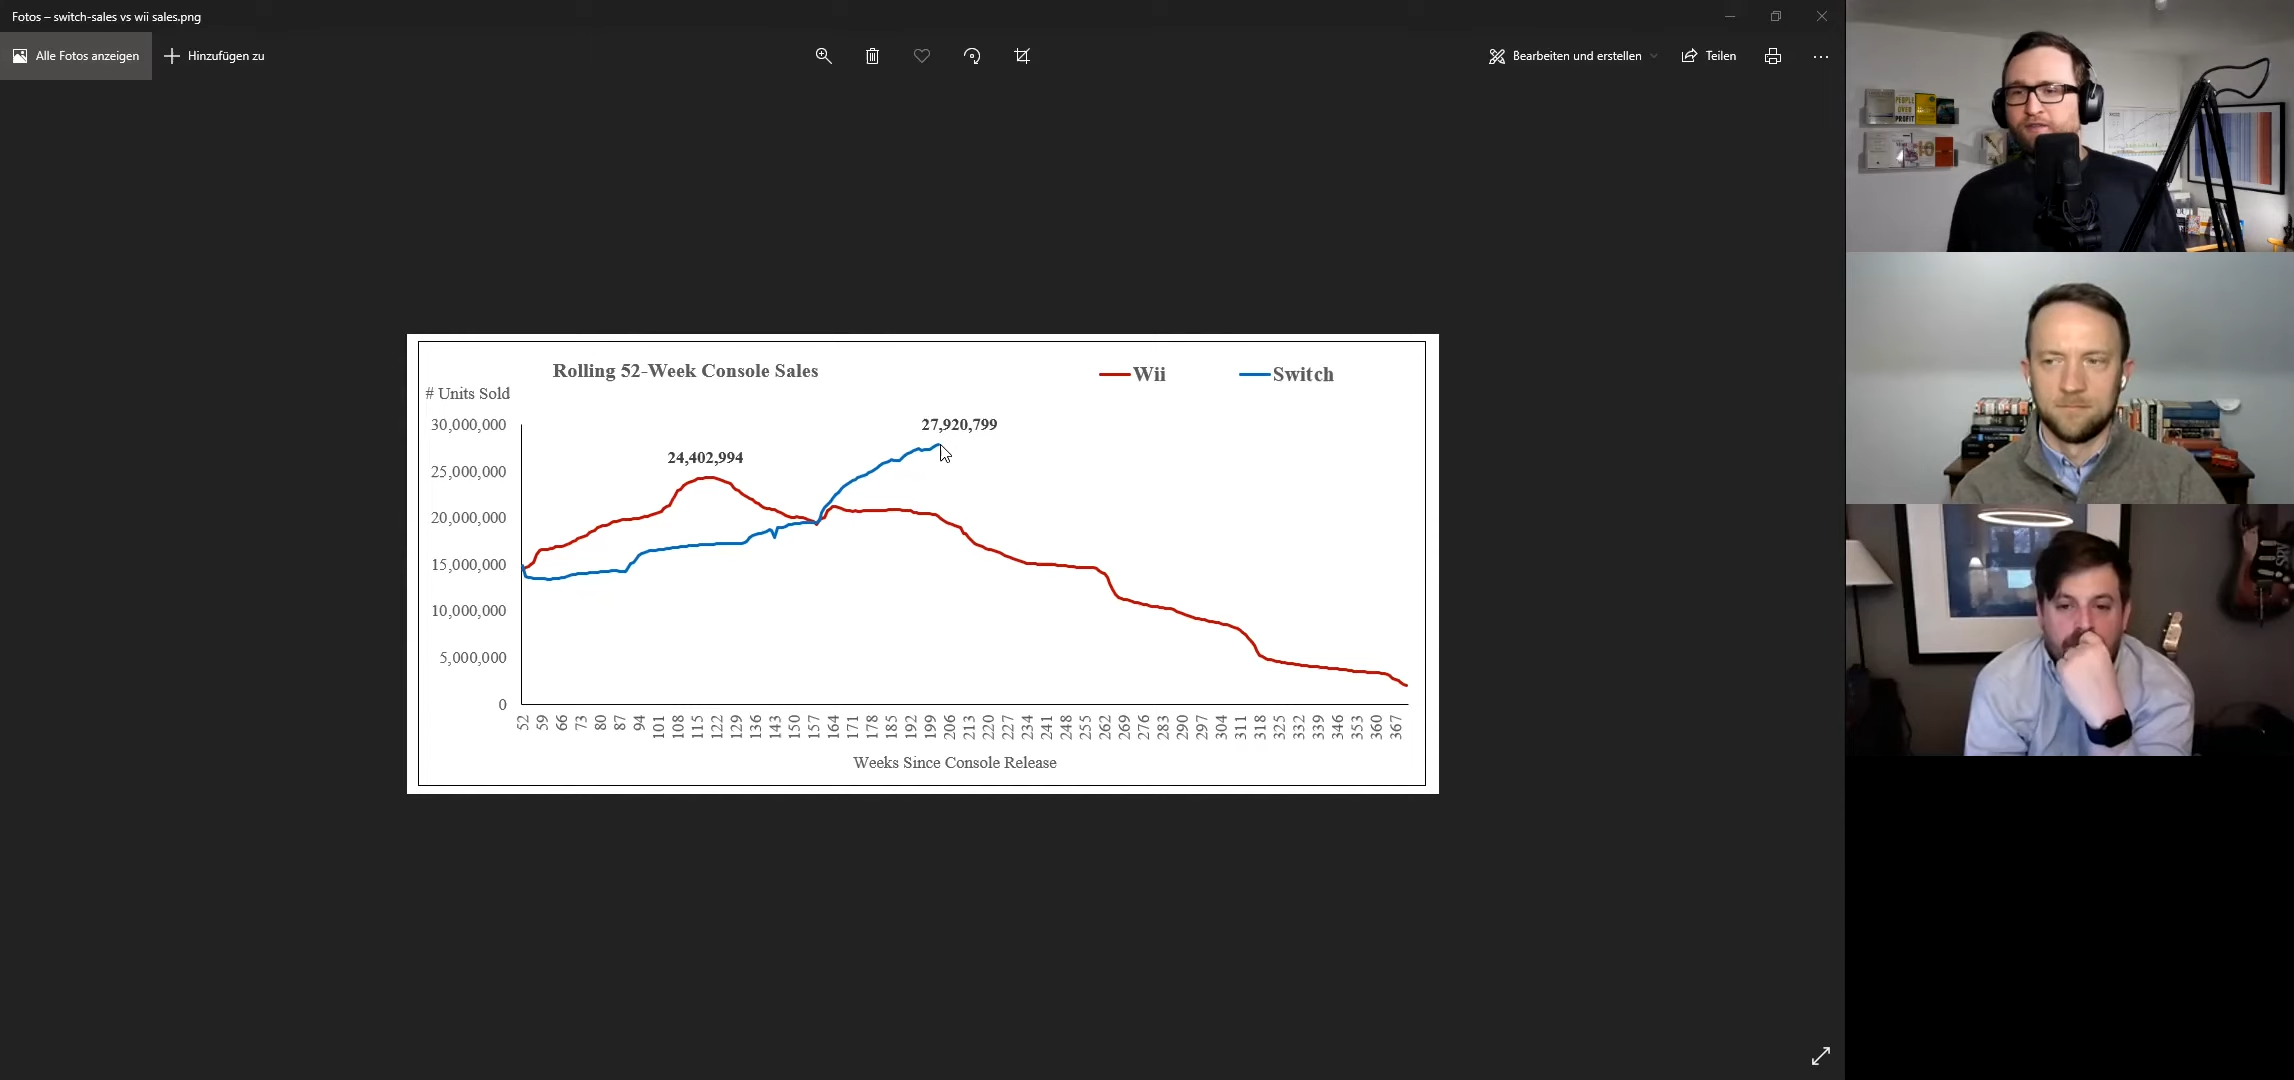 Fotos – switch-sales vs wii sales.png
Alle Fotos anzeigen
Hinzufügen zu
Bearbeiten und erstellen
Teilen
Rolling 52-Week Console Sales
Wii
Switch
# Units Sold
30,000,000
25,000,000
20,000,000
15,000,000
10,000,000
5,000,000
0
24,402,994
27,920,799
52 59 66 73 80 87 94 101 108 115 122 129 136 143 150 157 164 171 178 185 192 199 206 213 220 227 234 241 248 255 262 269 276 283 290 297 304 311 318 325 332 339 346 353 360 367
Weeks Since Console Release
PEOPLE
OVER
PROFIT